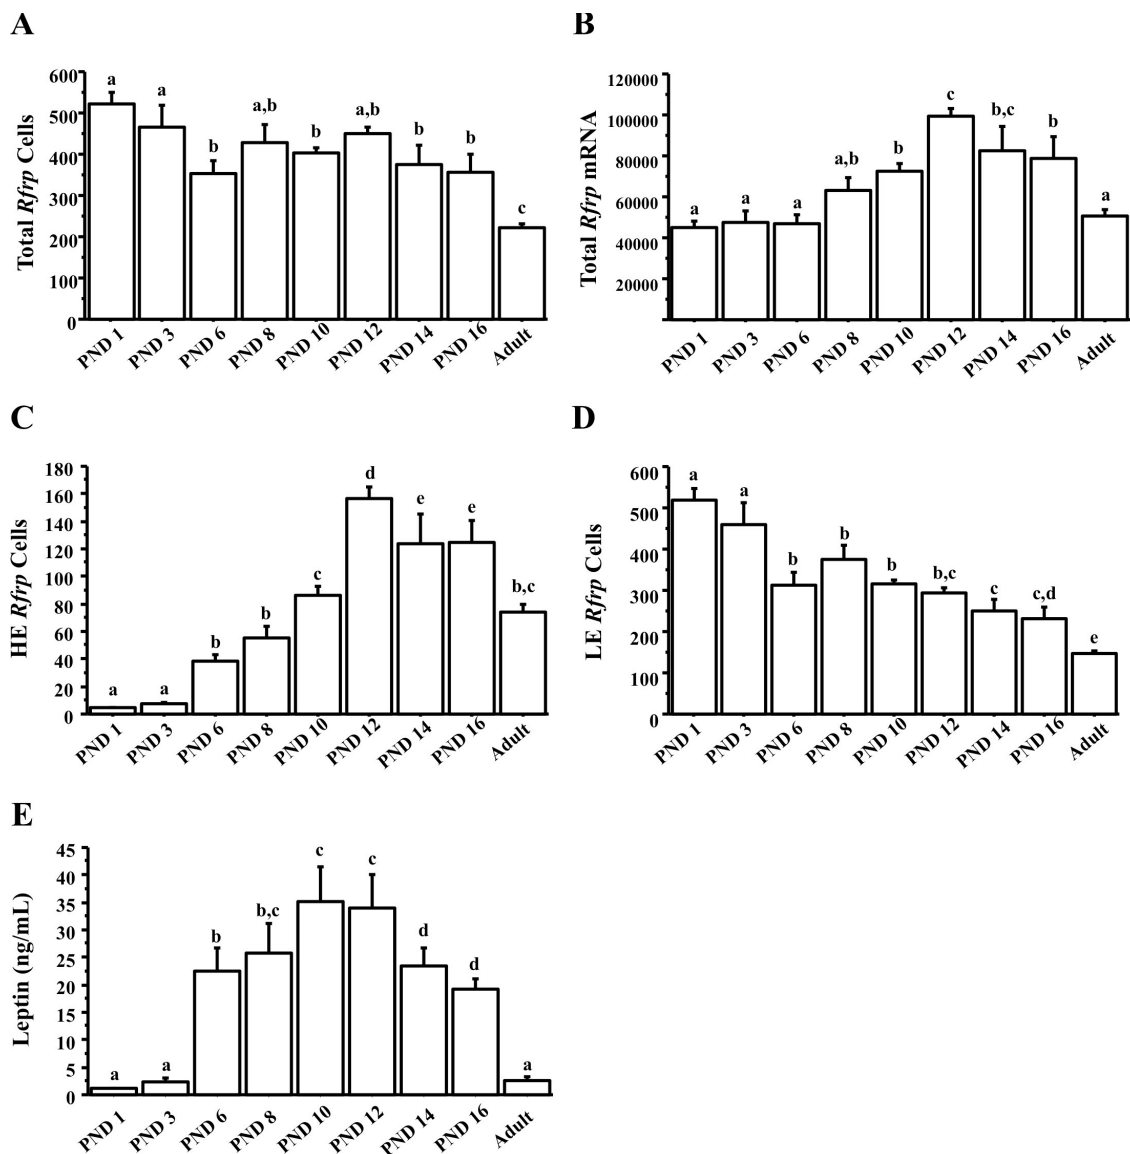 A
Total Rfrp Cells
600
500
400
300
200
100
0
a
a
b
a,b
b
a,b
b
b
c
PND 1
PND 3
PND 6
PND 8
PND 10
PND 12
PND 14
PND 16
Adult
B
Total Rfrp mRNA
120000
100000
80000
60000
40000
20000
a
a
a
a,b
b
c
b,c
b
a
PND 1
PND 3
PND 6
PND 8
PND 10
PND 12
PND 14
PND 16
Adult
C
HE Rfrp Cells
180
160
140
120
100
80
60
40
20
0
a
a
b
b
c
d
e
e
b,c
PND 1
PND 3
PND 6
PND 8
PND 10
PND 12
PND 14
PND 16
Adult
D
LE Rfrp Cells
600
500
400
300
200
100
0
a
a
b
b
b
b,c
c
c,d
e
PND 1
PND 3
PND 6
PND 8
PND 10
PND 12
PND 14
PND 16
Adult
E
Leptin (ng/mL)
45
40
35
30
25
20
15
10
5
0
a
a
b
b,c
c
c
d
d
a
PND 1
PND 3
PND 6
PND 8
PND 10
PND 12
PND 14
PND 16
Adult